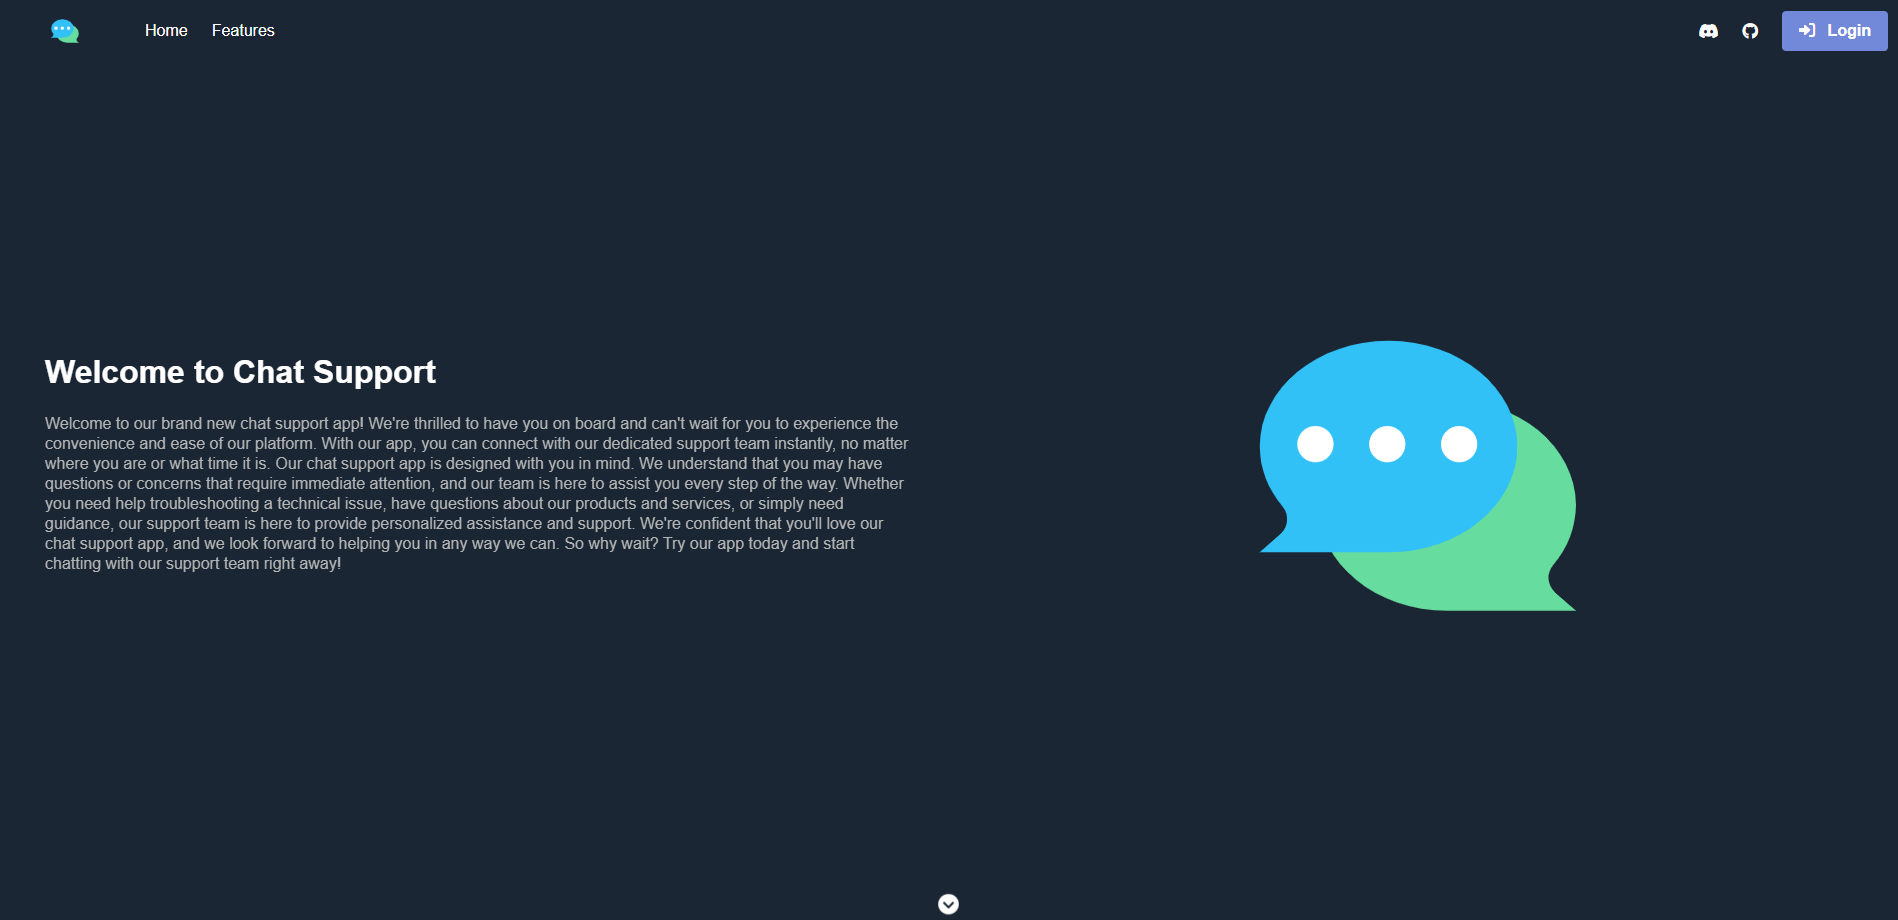 Home Features Login
Welcome to Chat Support
Welcome to our brand new chat support app! We're thrilled to have you on board and can't wait for you to experience the
convenience and ease of our platform. With our app, you can connect with our dedicated support team instantly, no matter
where you are or what time it is. Our chat support app is designed with you in mind. We understand that you may have
questions or concerns that require immediate attention, and our team is here to assist you every step of the way. Whether
you need help troubleshooting a technical issue, have questions about our products and services, or simply need
guidance, our support team is here to provide personalized assistance and support. We're confident that you'll love our
chat support app, and we look forward to helping you in any way we can. So why wait? Try our app today and start
chatting with our support team right away!